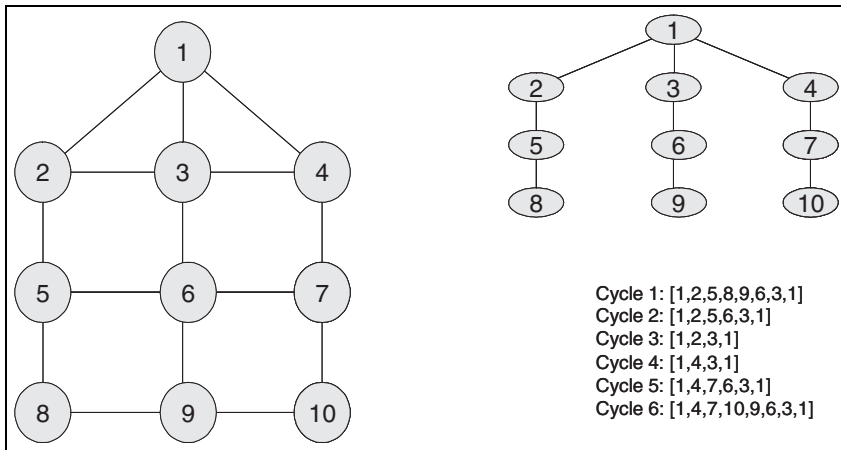 1
2 3 4
5 6 7
8 9 10
1
2 3 4
5 6 7
8 9 10
Cycle 1: [1,2,5,8,9,6,3,1]
Cycle 2: [1,2,5,6,3,1]
Cycle 3: [1,2,3,1]
Cycle 4: [1,4,3,1]
Cycle 5: [1,4,7,6,3,1]
Cycle 6: [1,4,7,10,9,6,3,1]